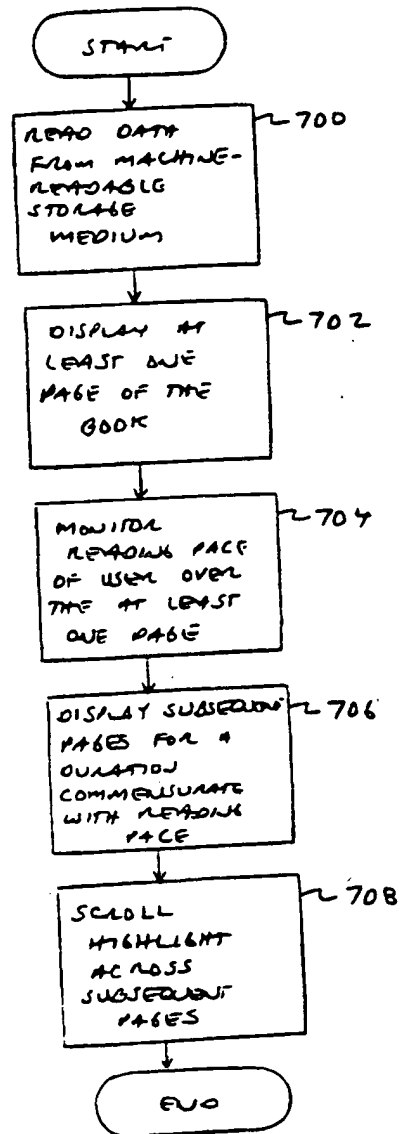 START
700
READ DATA
FROM MACHINE-
READABLE
STORAGE
MEDIUM
702
DISPLAY AT
LEAST ONE
PAGE OF THE
BOOK
704
MONITOR
READING PACE
OF USER OVER
THE AT LEAST
ONE PAGE
706
DISPLAY SUBSEQUENT
PAGES FOR A
DURATION
COMMENSURATE
WITH READING
PACE
708
SCROLL
HIGHLIGHT
ACROSS
SUBSEQUENT
PAGES
END